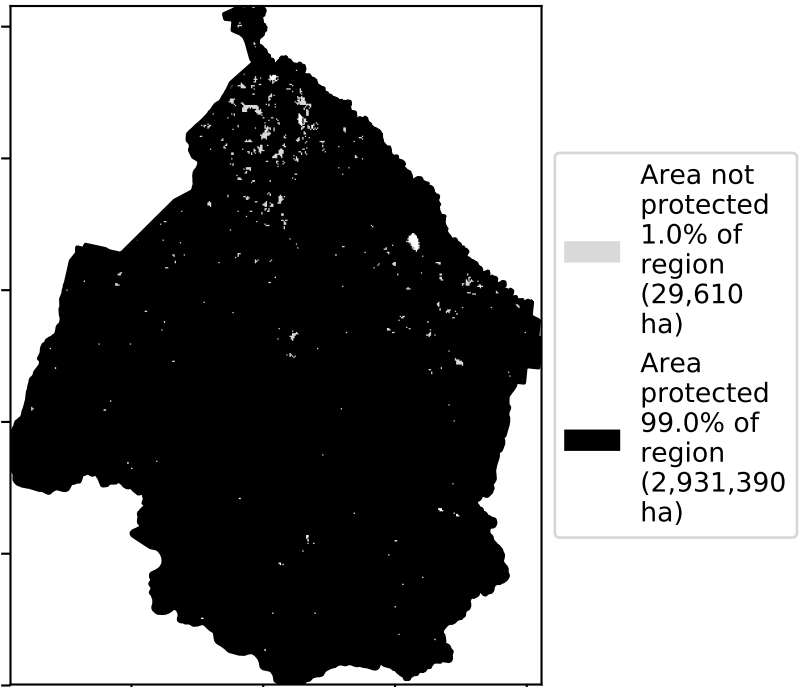 Area not
protected
1.0% of
region
(29,610
ha)
Area
protected
99.0% of
region
(2,931,390
ha)